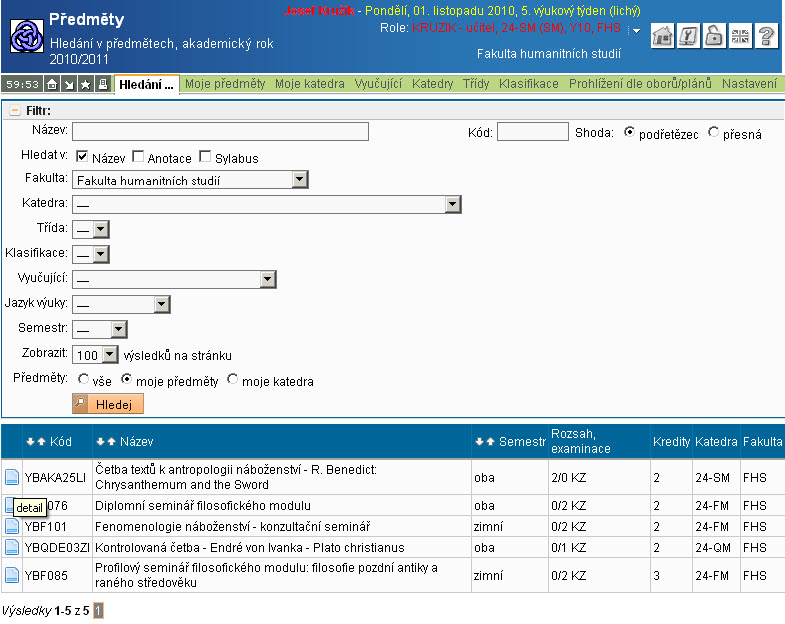 Předměty
Josef Kružík - Pondělí, 01. listopadu 2010, 5. výukový týden (lichý)
Role: KRUZIK - učitel, 24-SM (SM), Y10, FHS
Hledání v předmětech, akademický rok
2010/2011
Fakulta humanitních studií
59:53 Hledání ... Moje předměty Moje katedra Vyučující Katedry Třídy Klasifikace Prohlížení dle oborů/plánů Nastavení
Filtr:
Název: Kód: Shoda: podřetězec přesná
Hledat v: Název Anotace Sylabus
Fakulta: Fakulta humanitních studií
Katedra: ---
Třída: ---
Klasifikace: ---
Vyučující: ---
Jazyk výuky: ---
Semestr: ---
Zobrazit: 100 výsledků na stránku
Předměty: vše moje předměty moje katedra
Hledej
Kód Název Semestr Rozsah, examinace Kredity Katedra Fakulta
YBAKA25LI Četba textů k antropologii náboženství - R. Benedict: Chrysanthemum and the Sword oba 2/0 KZ 2 24-SM FHS
detail 076 Diplomní seminář filosofického modulu oba 0/2 KZ 2 24-FM FHS
YBF101 Fenomenologie náboženství - konzultační seminář zimní 0/2 KZ 2 24-FM FHS
YBQDE03ZI Kontrolovaná četba - Endré von Ivanka - Plato christianus oba 0/1 KZ 2 24-QM FHS
YBF085 Profilový seminář filosofického modulu: filosofie pozdní antiky a raného středověku zimní 0/2 KZ 3 24-FM FHS
Výsledky 1-5 z 5 1